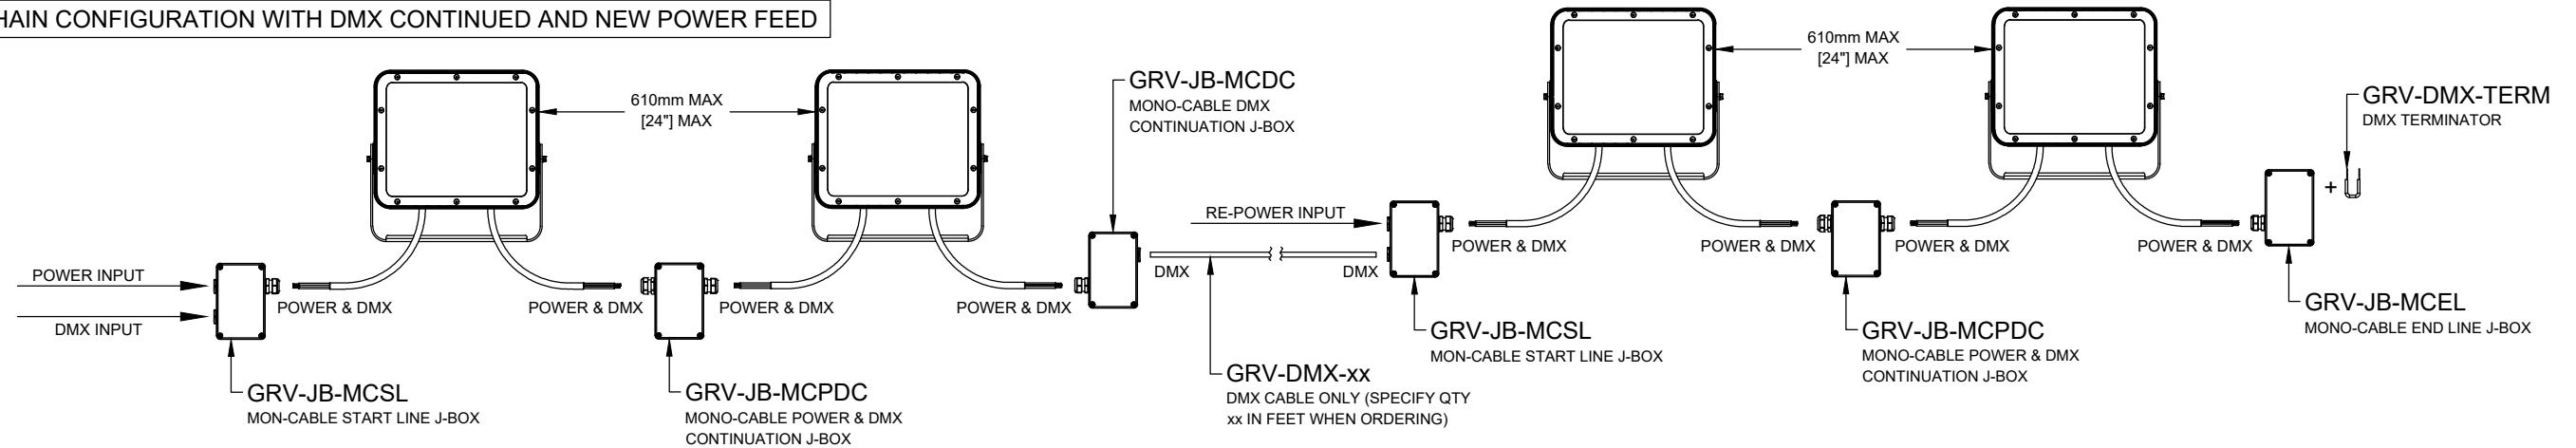 HAIN CONFIGURATION WITH DMX CONTINUED AND NEW POWER FEED
610mm MAX
[24"] MAX
GRV-JB-MCDC
MONO-CABLE DMX
CONTINUATION J-BOX
610mm MAX
[24"] MAX
GRV-DMX-TERM
DMX TERMINATOR
+
POWER INPUT
DMX INPUT
POWER & DMX
POWER & DMX
POWER & DMX
POWER & DMX
DMX
DMX
RE-POWER INPUT
POWER & DMX
POWER & DMX
POWER & DMX
POWER & DMX
GRV-JB-MCSL
MON-CABLE START LINE J-BOX
GRV-JB-MCPDC
MONO-CABLE POWER & DMX
CONTINUATION J-BOX
GRV-DMX-xx
DMX CABLE ONLY (SPECIFY QTY
xx IN FEET WHEN ORDERING)
GRV-JB-MCSL
MON-CABLE START LINE J-BOX
GRV-JB-MCPDC
MONO-CABLE POWER & DMX
CONTINUATION J-BOX
GRV-JB-MCEL
MONO-CABLE END LINE J-BOX